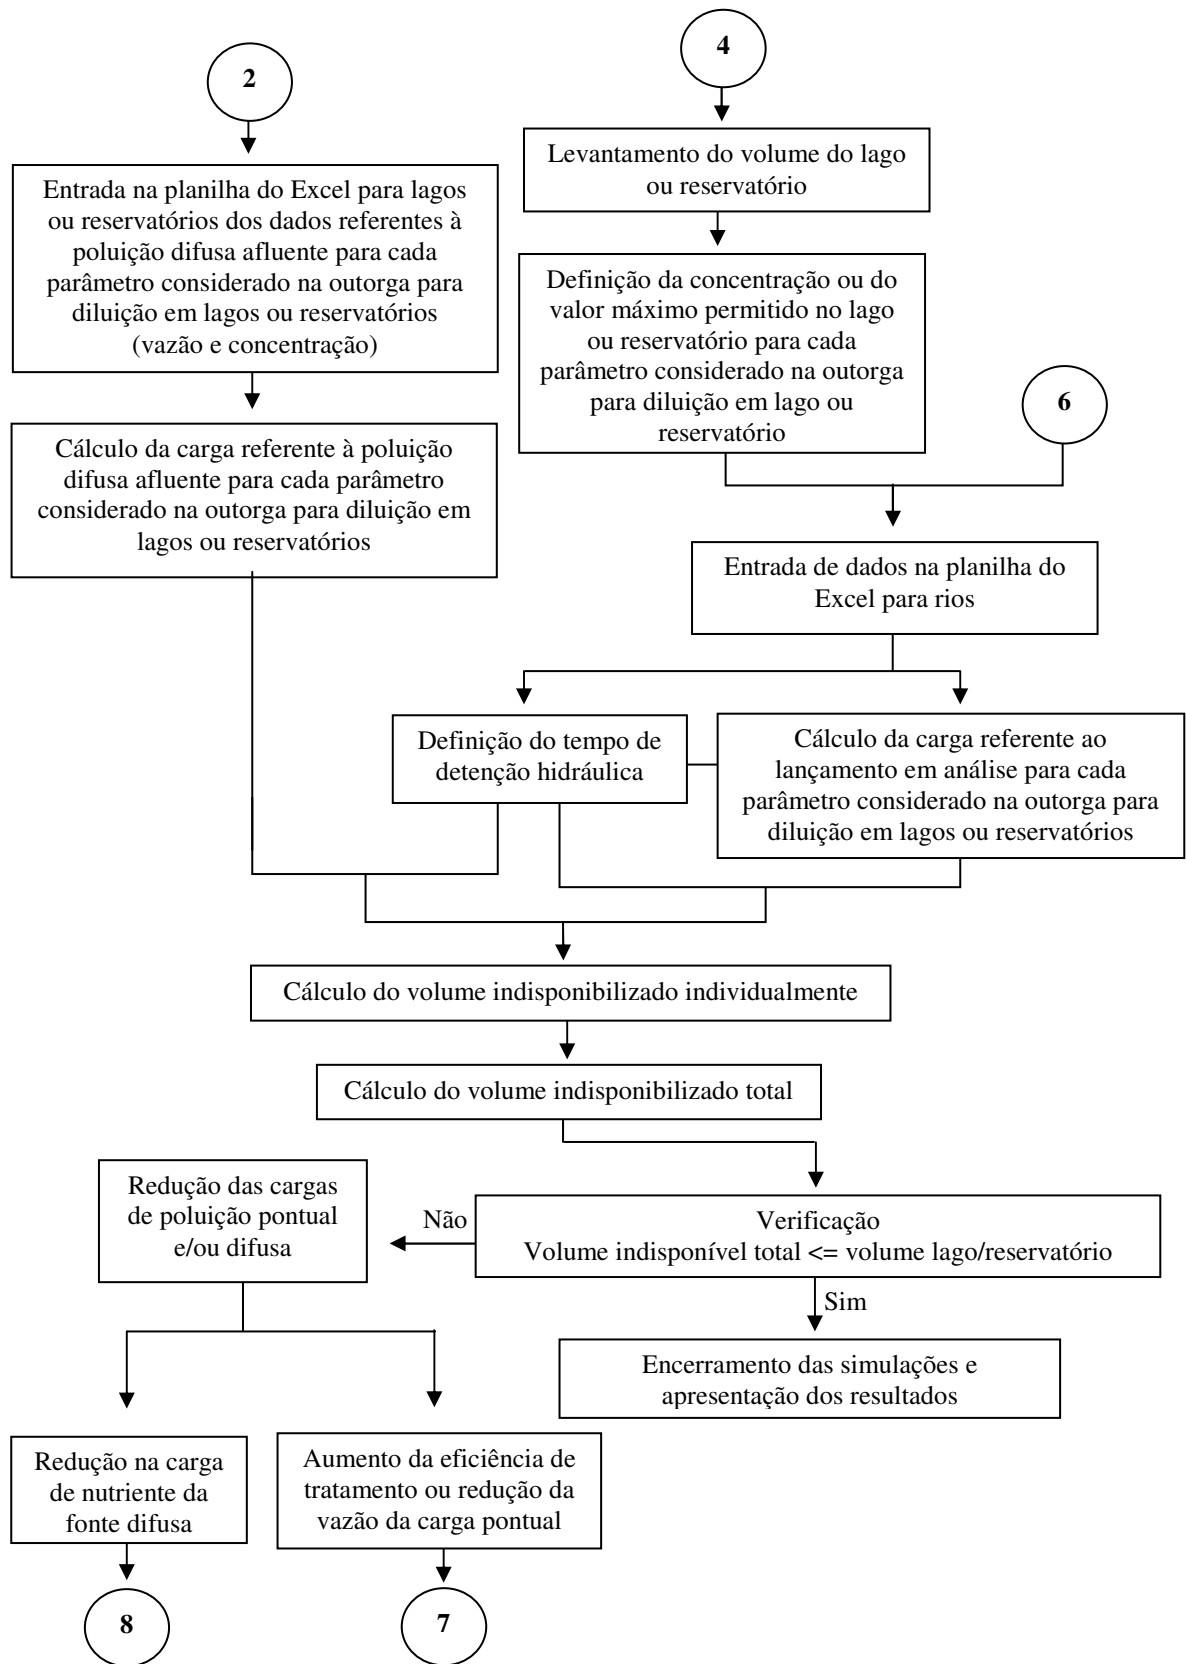 2
4
Levantamento do volume do lago
ou reservatório
Entrada na planilha do Excel para lagos
ou reservatórios dos dados referentes à
poluição difusa afluente para cada
parâmetro considerado na outorga para
diluição em lagos ou reservatórios
(vazão e concentração)
Definição da concentração ou do
valor máximo permitido no lago
ou reservatório para cada
parâmetro considerado na outorga
para diluição em lago ou
reservatório
6
Cálculo da carga referente à poluição
difusa afluente para cada parâmetro
considerado na outorga para diluição em
lagos ou reservatórios
Entrada de dados na planilha do
Excel para rios
Definição do tempo de
detenção hidráulica
Cálculo da carga referente ao
lançamento em análise para cada
parâmetro considerado na outorga para
diluição em lagos ou reservatórios
Cálculo do volume indisponibilizado individualmente
Cálculo do volume indisponibilizado total
Redução das cargas
de poluição pontual
e/ou difusa
Não
Verificação
Volume indisponível total <= volume lago/reservatório
Sim
Encerramento das simulações e
apresentação dos resultados
Redução na carga
de nutriente da
fonte difusa
Aumento da eficiência de
tratamento ou redução da
vazão da carga pontual
8
7